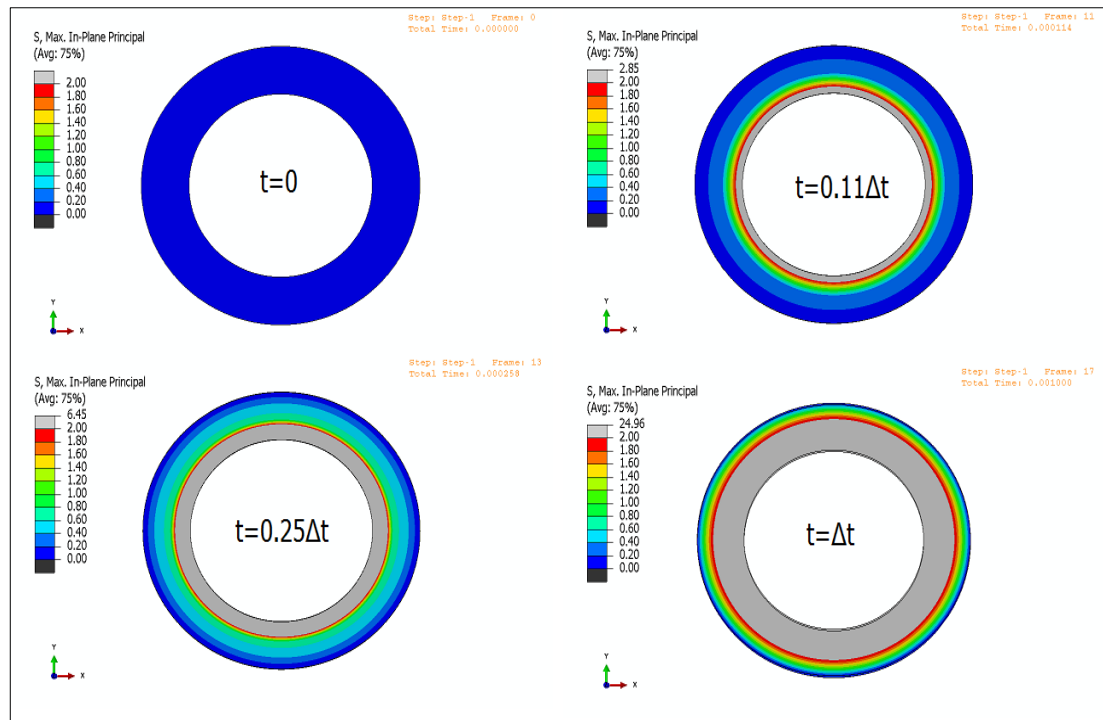 Step: Step-1 Frame: 0
Total Time: 0.000000
S, Max. In-Plane Principal
(Avg: 75%)
2.00
1.80
1.60
1.40
1.20
1.00
0.80
0.60
0.40
0.20
0.00
t=0
Y
X
Step: Step-1 Frame: 11
Total Time: 0.000114
S, Max. In-Plane Principal
(Avg: 75%)
2.85
2.00
1.80
1.60
1.40
1.20
1.00
0.80
0.60
0.40
0.20
0.00
t=0.11Δt
Y
X
Step: Step-1 Frame: 13
Total Time: 0.000258
S, Max. In-Plane Principal
(Avg: 75%)
6.45
2.00
1.80
1.60
1.40
1.20
1.00
0.80
0.60
0.40
0.20
0.00
t=0.25Δt
Y
X
Step: Step-1 Frame: 17
Total Time: 0.001000
S, Max. In-Plane Principal
(Avg: 75%)
24.96
2.00
1.80
1.60
1.40
1.20
1.00
0.80
0.60
0.40
0.20
0.00
t=Δt
Y
X